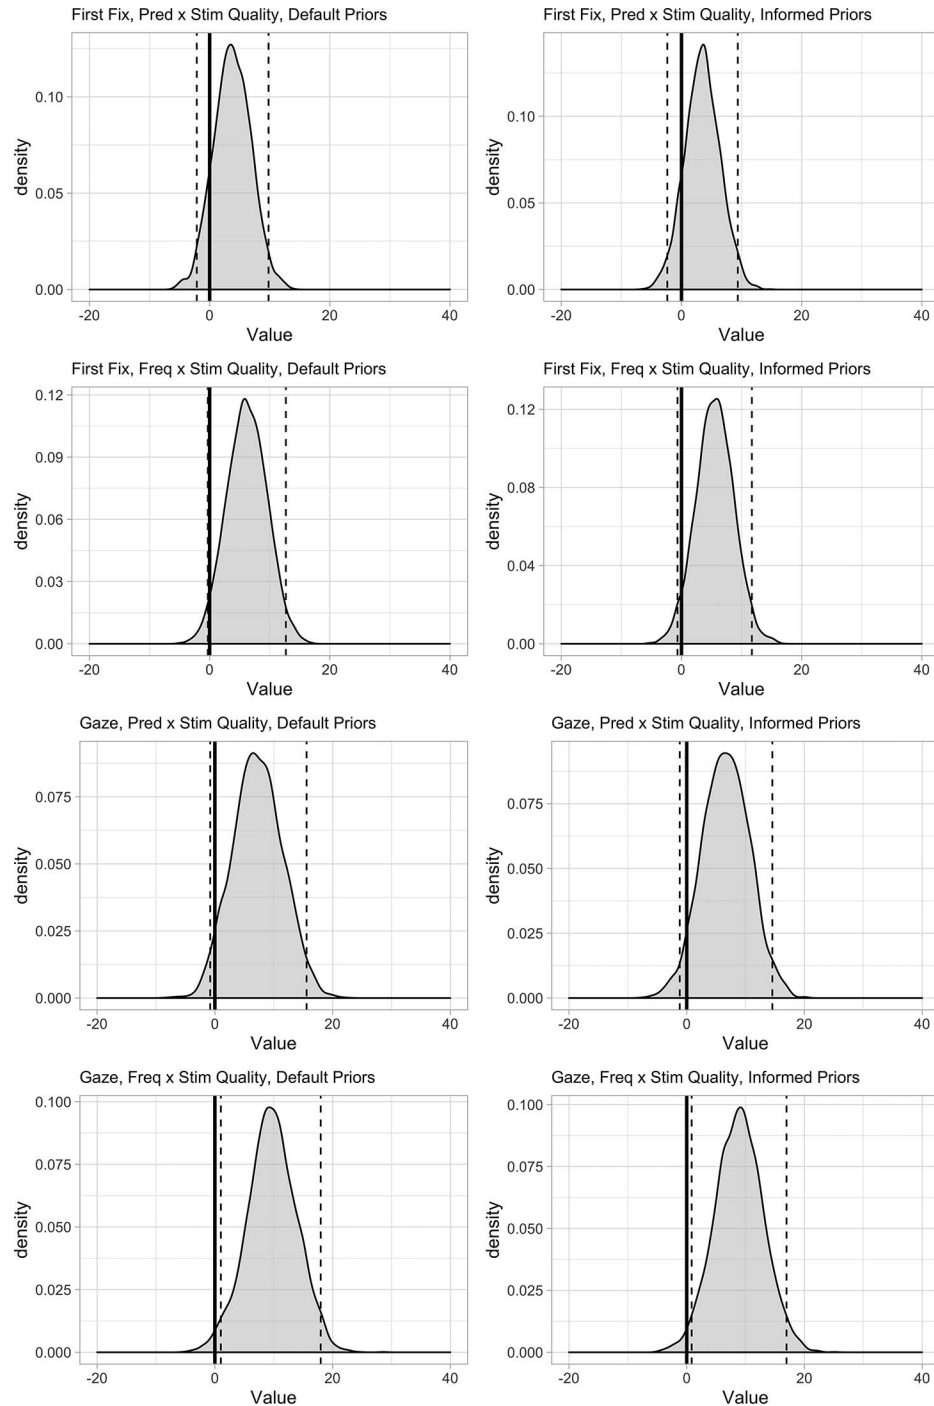 First Fix, Pred x Stim Quality, Default Priors
density
0.10
0.05
0.00
-20 0 20 40
Value
First Fix, Pred x Stim Quality, Informed Priors
density
0.10
0.05
0.00
-20 0 20 40
Value
First Fix, Freq x Stim Quality, Default Priors
density
0.12
0.09
0.06
0.03
0.00
-20 0 20 40
Value
First Fix, Freq x Stim Quality, Informed Priors
density
0.12
0.08
0.04
0.00
-20 0 20 40
Value
Gaze, Pred x Stim Quality, Default Priors
density
0.075
0.050
0.025
0.000
-20 0 20 40
Value
Gaze, Pred x Stim Quality, Informed Priors
density
0.075
0.050
0.025
0.000
-20 0 20 40
Value
Gaze, Freq x Stim Quality, Default Priors
density
0.100
0.075
0.050
0.025
0.000
-20 0 20 40
Value
Gaze, Freq x Stim Quality, Informed Priors
density
0.100
0.075
0.050
0.025
0.000
-20 0 20 40
Value